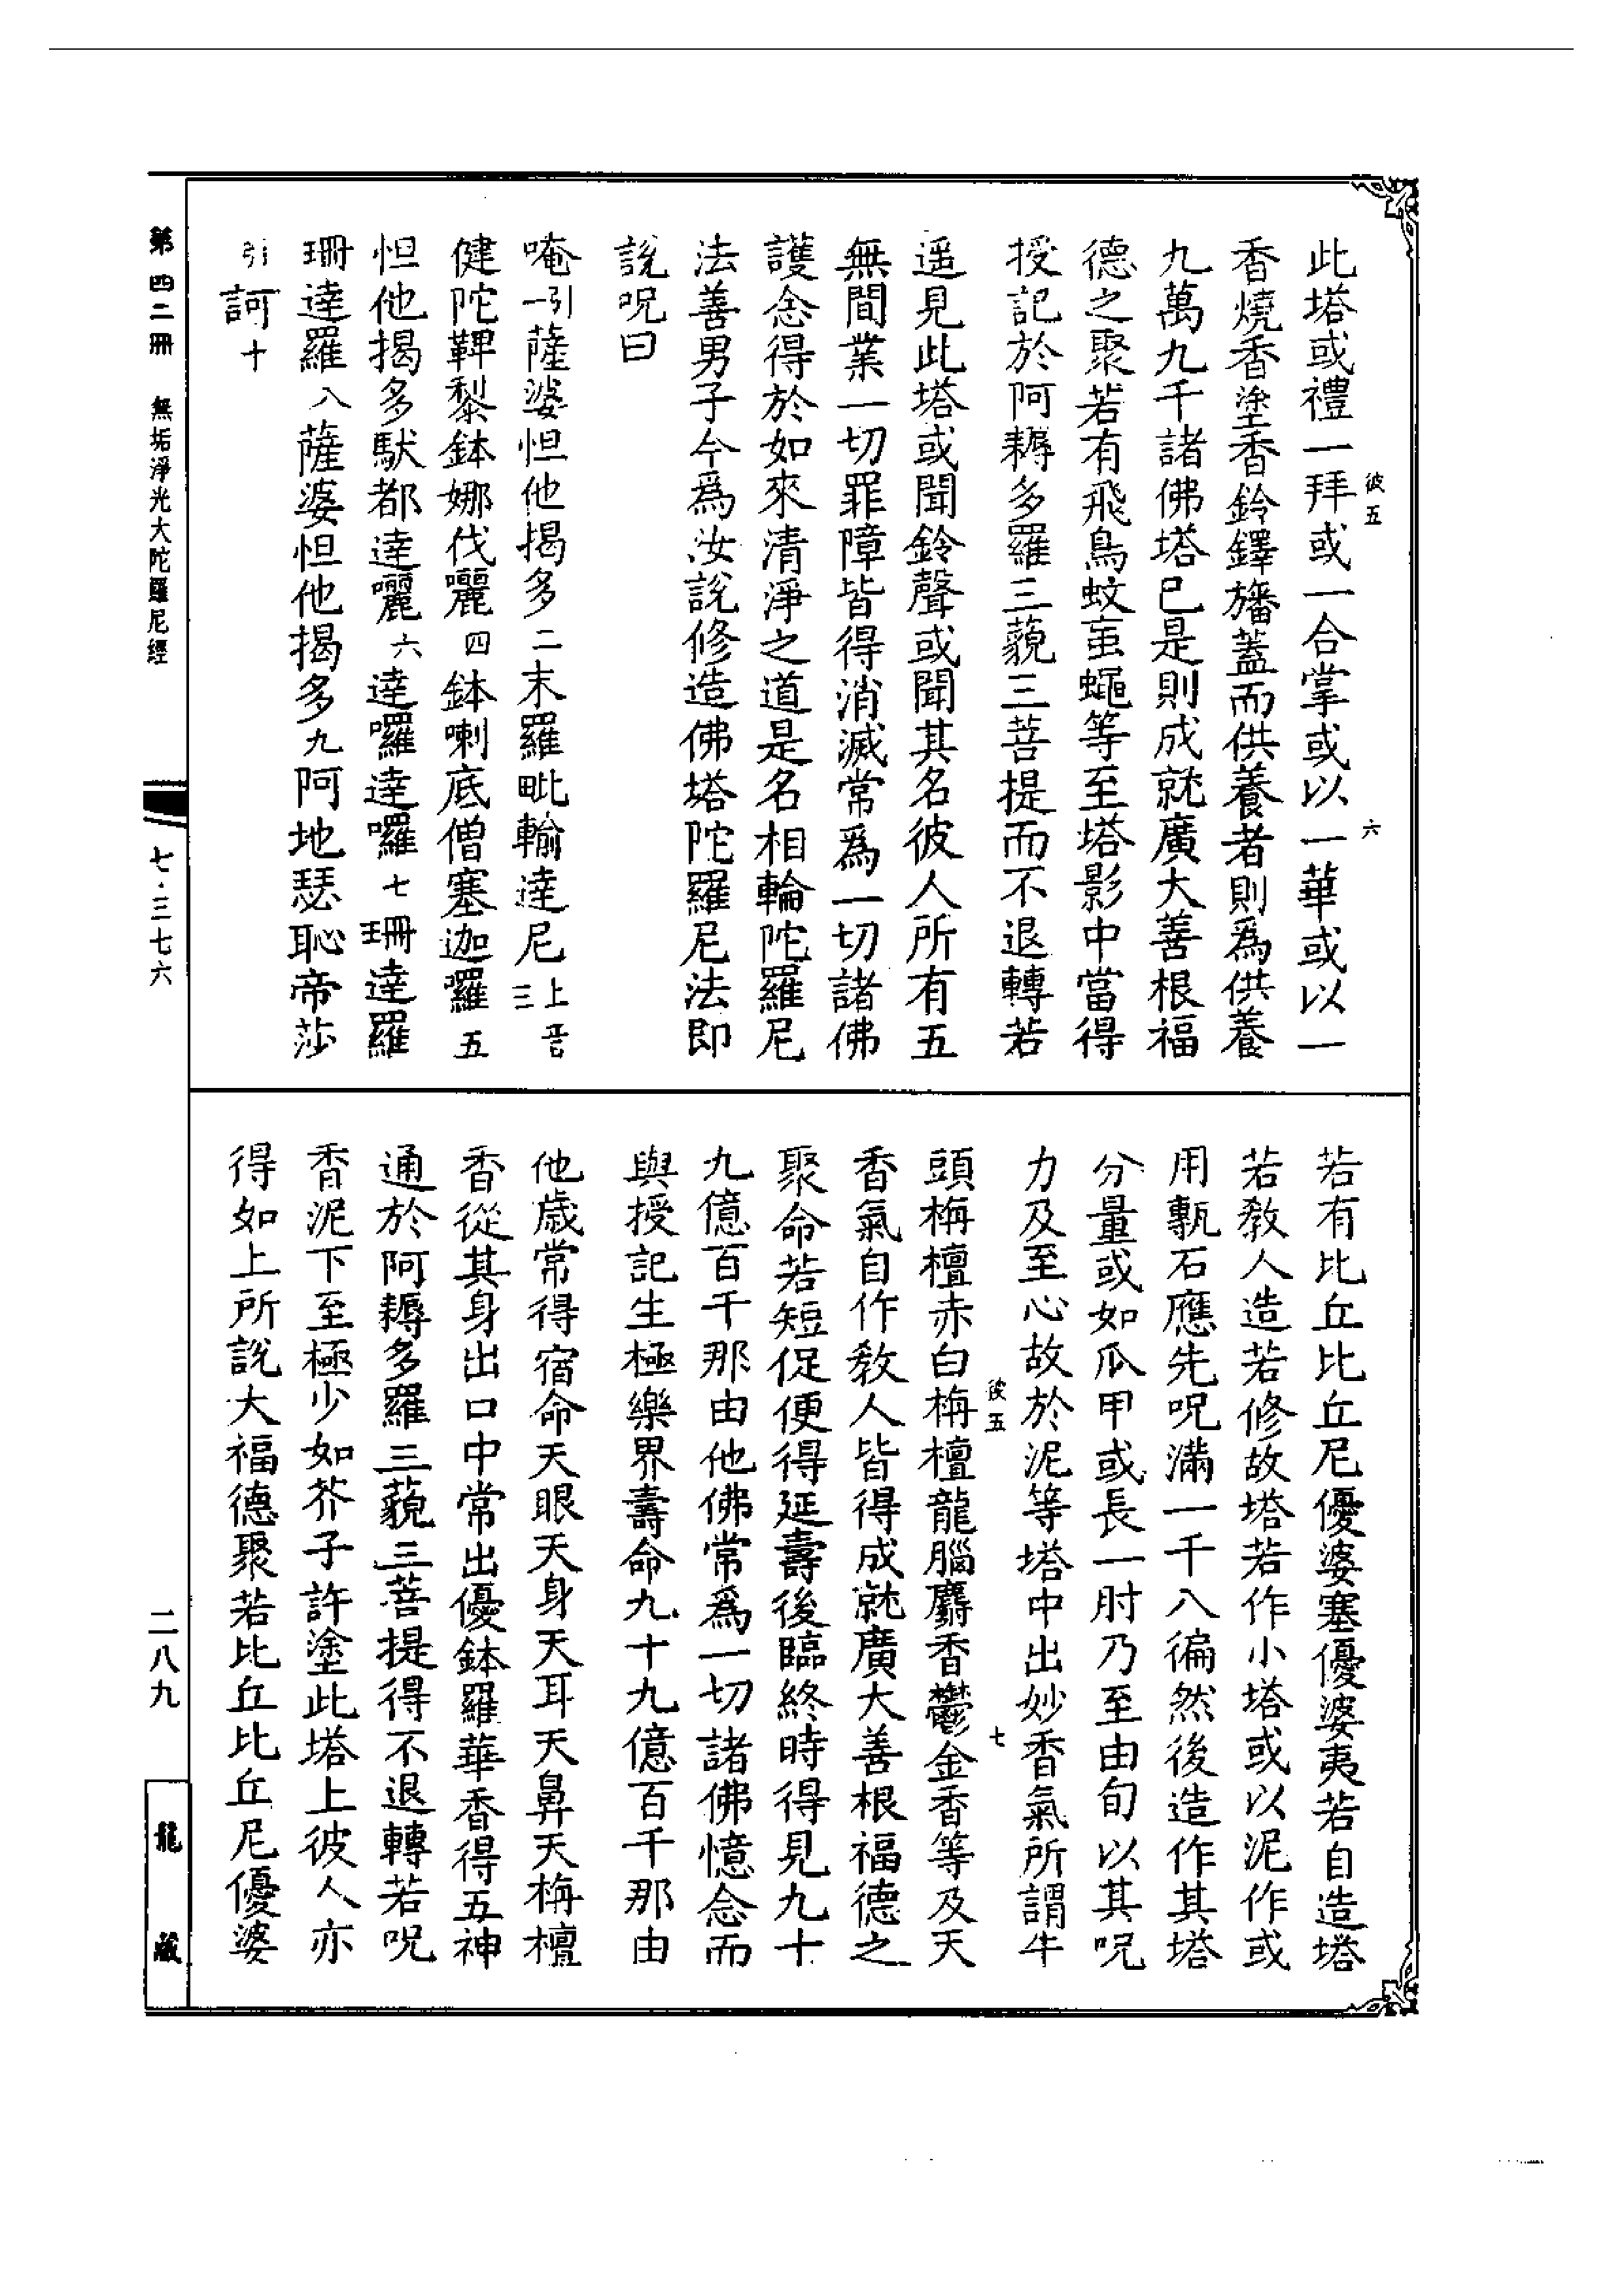 彼五
六
此塔或禮一拜或一合掌或以一華或以一
香燒香塗香鈴鐸旛蓋而供養者則爲供養
九萬九千諸佛塔已是則成就廣大善根福
德之聚若有飛鳥蚊䖟蠅等至塔影中當得
授記於阿耨多羅三藐三菩提而不退轉若
遥見此塔或聞鈴聲或聞其名彼人所有五
無間業一切罪障皆得消滅常爲一切諸佛
護念得於如來清淨之道是名相輪陀羅尼
法善男子今爲汝說修造佛塔陀羅尼法即
說呪曰
唵引一薩婆怛他揭多二末羅毗輸達尼上音三
健陀鞞黎鉢娜伐囇四鉢喇底僧塞迦囉五
怛他揭多馱都達囇六達囉達囉七珊達羅
珊達羅八薩婆怛他揭多九阿地瑟恥帝莎
引訶十
若有比丘比丘尼優婆塞優婆夷若自造塔
若教人造若修故塔若作小塔或以泥作或
用甎石應先呪滿一千八徧然後造作其塔
分量或如瓜甲或長一肘乃至由旬以其呪
力及至心故於泥等塔中出妙香氣所謂牛
彼五
七
頭栴檀赤白栴檀龍腦麝香鬱金香等及天
香氣自作教人皆得成就廣大善根福德之
聚命若短促便得延壽後臨終時得見九十
九億百千那由他佛常爲一切諸佛憶念而
與授記生極樂界壽命九十九億百千那由
他歲常得宿命天眼天身天耳天鼻天栴檀
香從其身出口中常出優鉢羅華香得五神
通於阿耨多羅三藐三菩提得不退轉若呪
香泥下至極少如芥子許塗此塔上彼人亦
得如上所說大福德聚若比丘比丘尼優婆
第四二冊 無垢淨光大陀羅尼經
七·三七六
二八九
龍藏